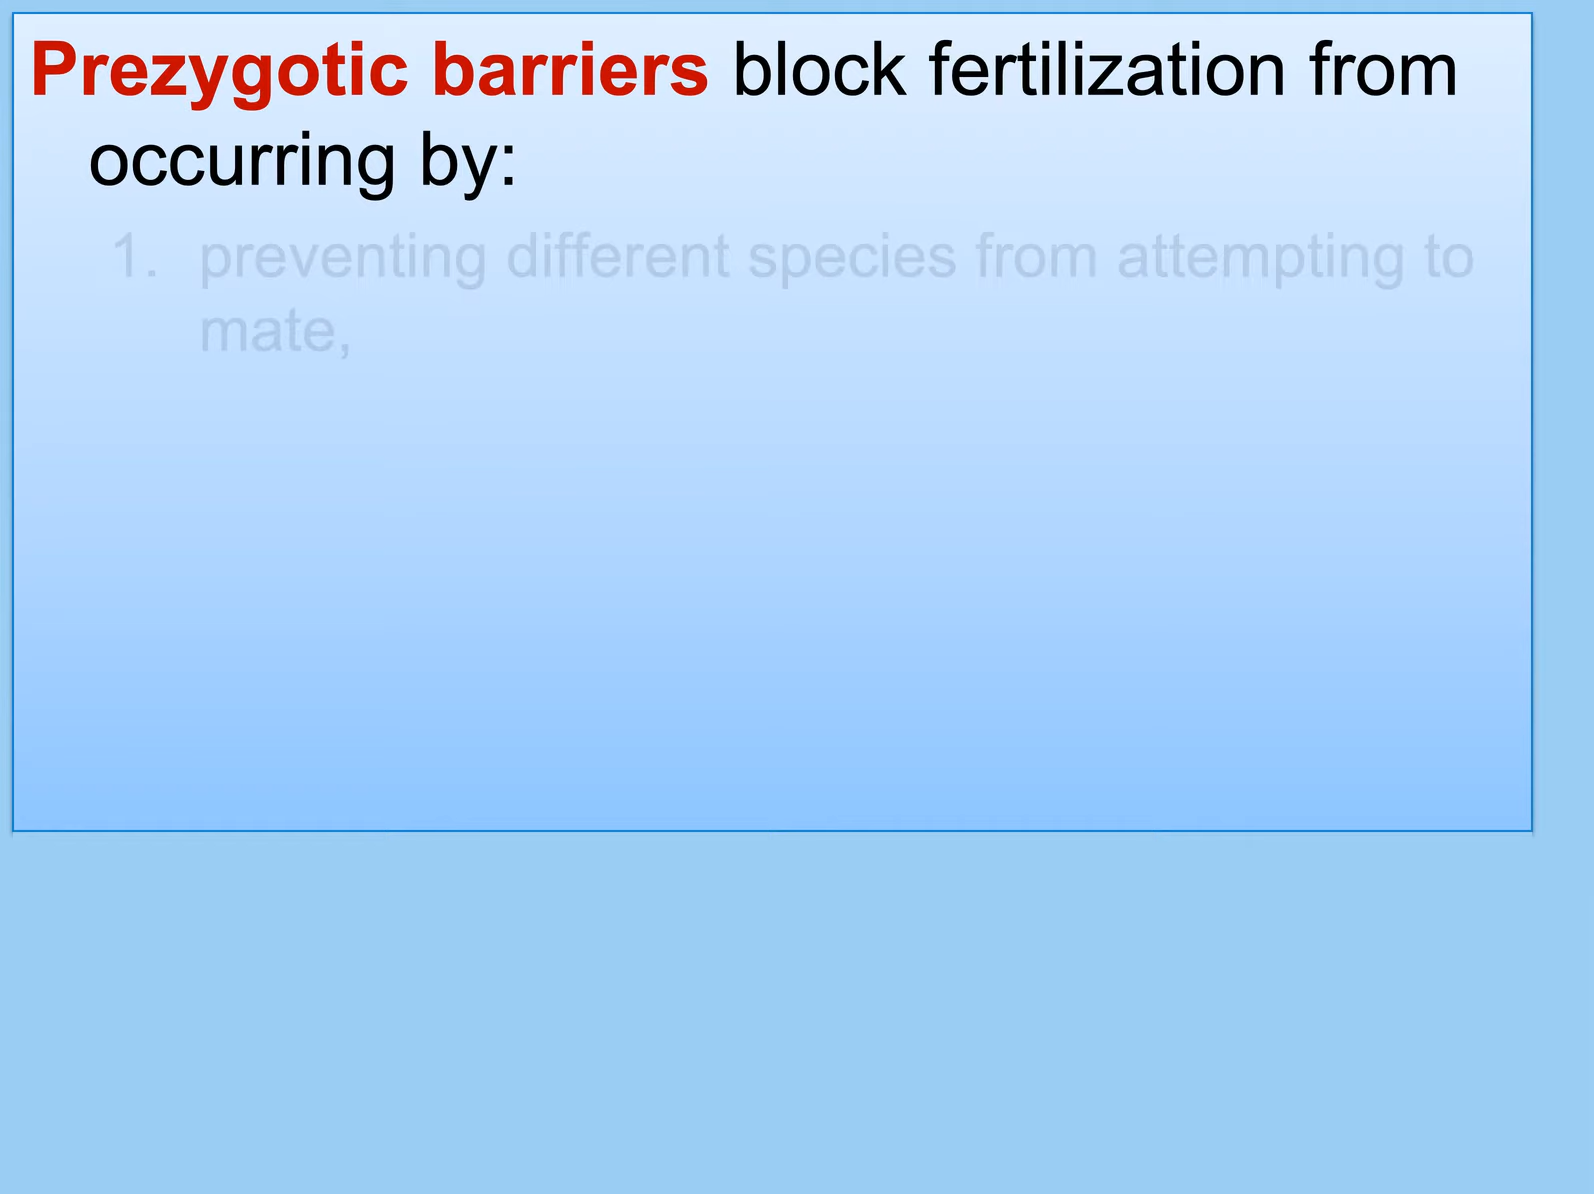 Prezygotic barriers block fertilization from
occurring by:
1. preventing different species from attempting to
mate,